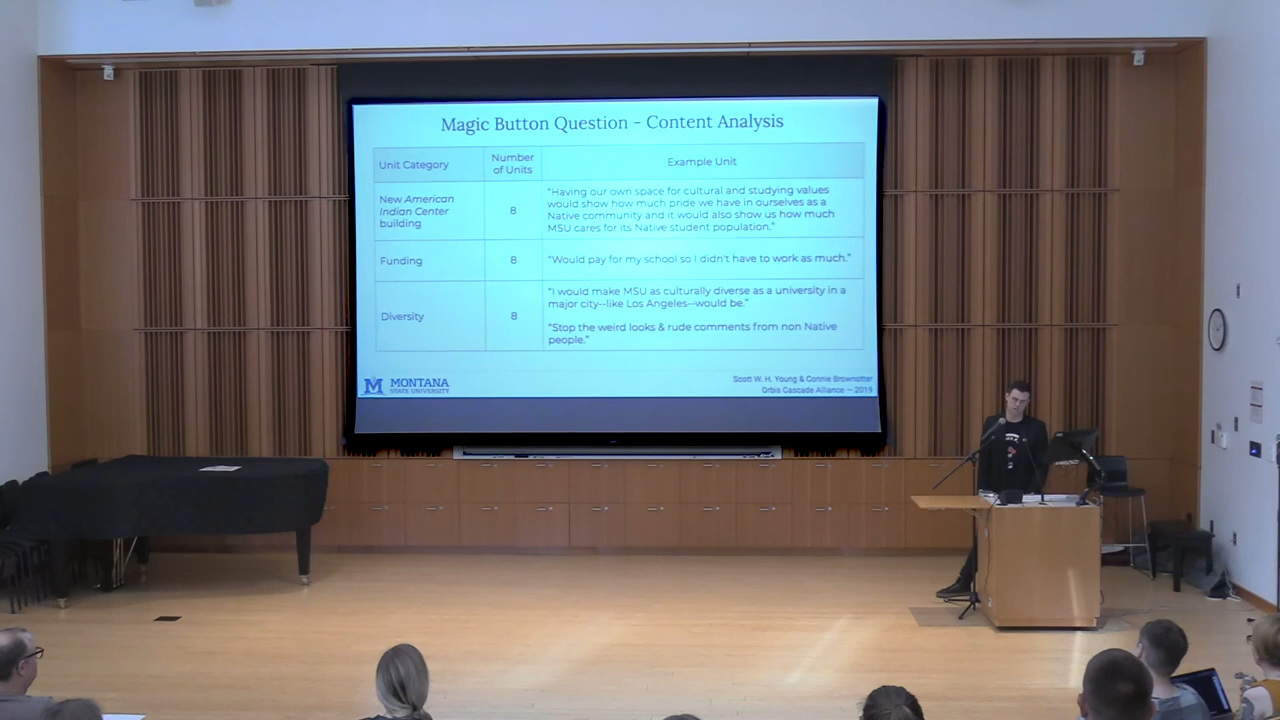 Magic Button Question - Content Analysis
Unit Category
Number
of Units
Example Unit
New American
Indian Center
building
8
"Having our own space for cultural and studying values
would show how much pride we have in ourselves as a
Native community and it would also show us how much
MSU cares for its Native student population."
Funding
8
"Would pay for my school so I didn't have to work as much."
Diversity
8
"I would make MSU as culturally diverse as a university in a
major city--like Los Angeles--would be."
"Stop the weird looks & rude comments from non Native
people."
M MONTANA
STATE UNIVERSITY
Scott W. H. Young & Connie Brownotter
Orbis Cascade Alliance – 2019